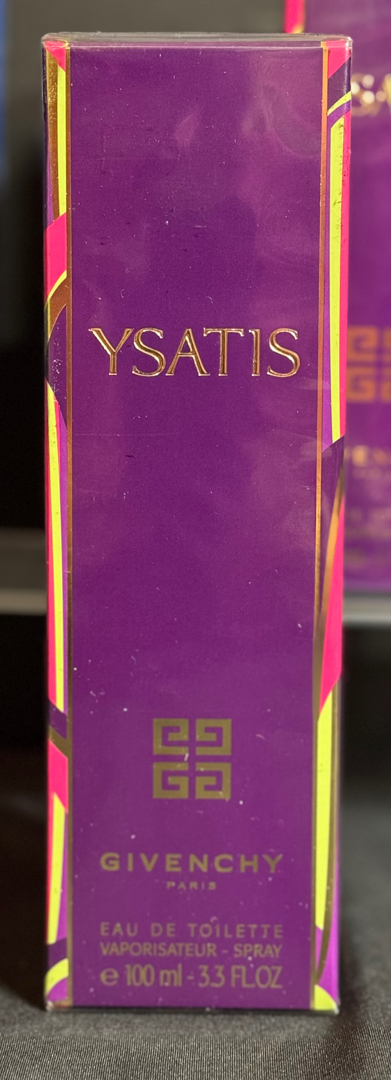 YSATIS
GIVENCHY
PARIS
EAU DE TOILETTE
VAPORISATEUR - SPRAY
e 100 ml - 3.3 FL.OZ